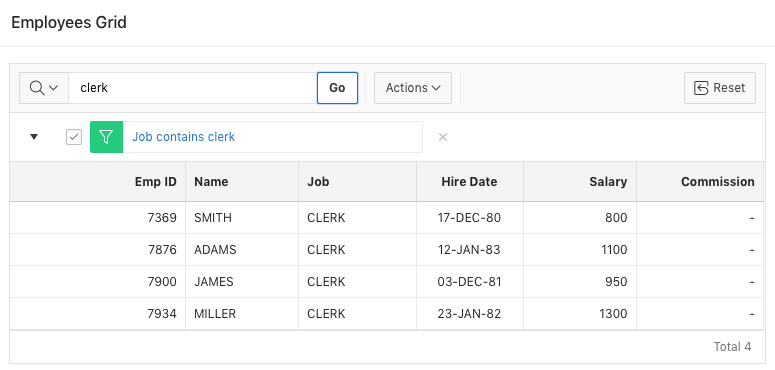 Employees Grid
clerk Go Actions Reset
Job contains clerk
Emp ID Name Job Hire Date Salary Commission
7369 SMITH CLERK 17-DEC-80 800 -
7876 ADAMS CLERK 12-JAN-83 1100 -
7900 JAMES CLERK 03-DEC-81 950 -
7934 MILLER CLERK 23-JAN-82 1300 -
Total 4